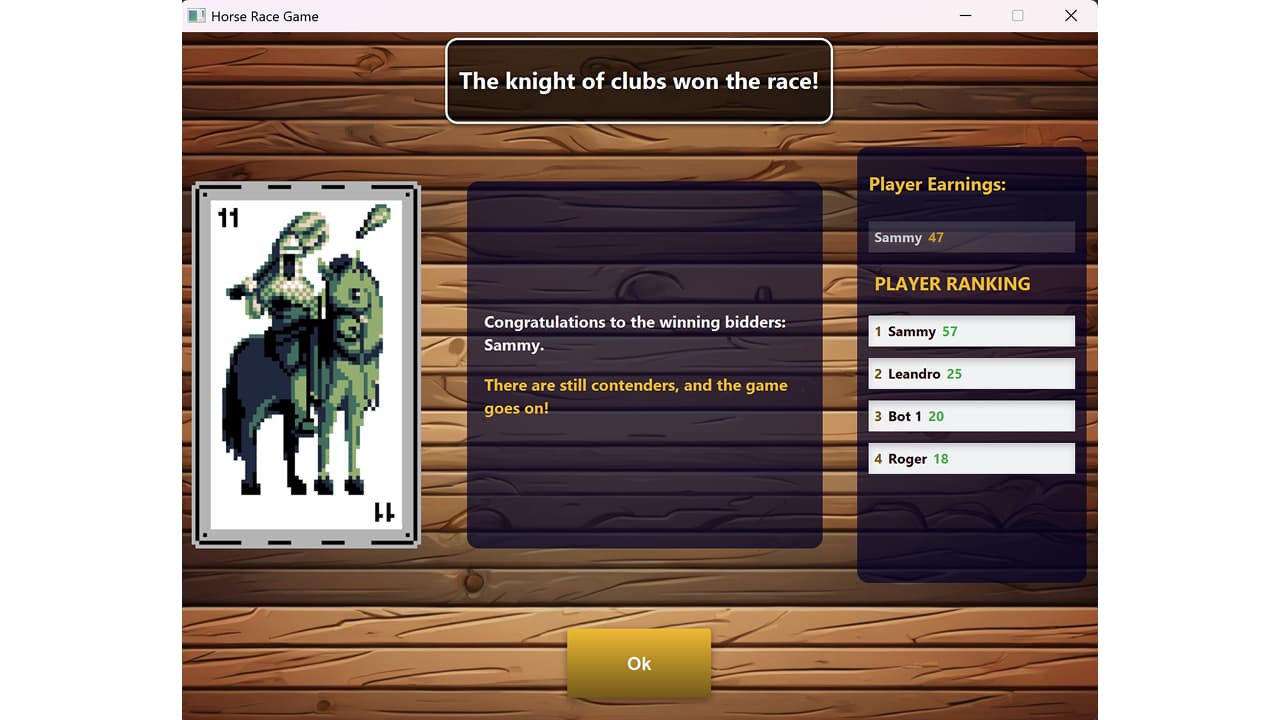 Horse Race Game
The knight of clubs won the race!
11
11
Congratulations to the winning bidders:
Sammy.
There are still contenders, and the game
goes on!
Player Earnings:
Sammy 47
PLAYER RANKING
1 Sammy 57
2 Leandro 25
3 Bot 1 20
4 Roger 18
Ok